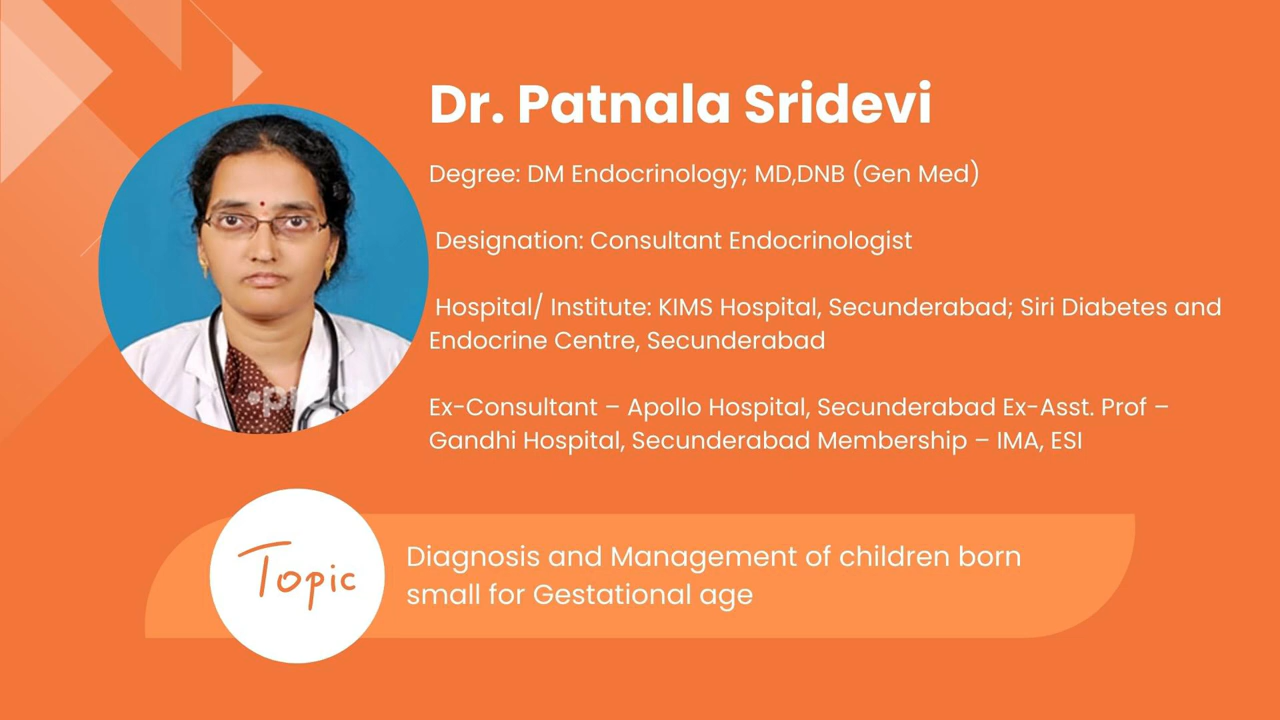 Dr. Patnala Sridevi
Degree: DM Endocrinology; MD,DNB (Gen Med)
Designation: Consultant Endocrinologist
Hospital/ Institute: KIMS Hospital, Secunderabad; Siri Diabetes and
Endocrine Centre, Secunderabad
Ex-Consultant – Apollo Hospital, Secunderabad Ex-Asst. Prof –
Gandhi Hospital, Secunderabad Membership – IMA, ESI
Topic
Diagnosis and Management of children born
small for Gestational age